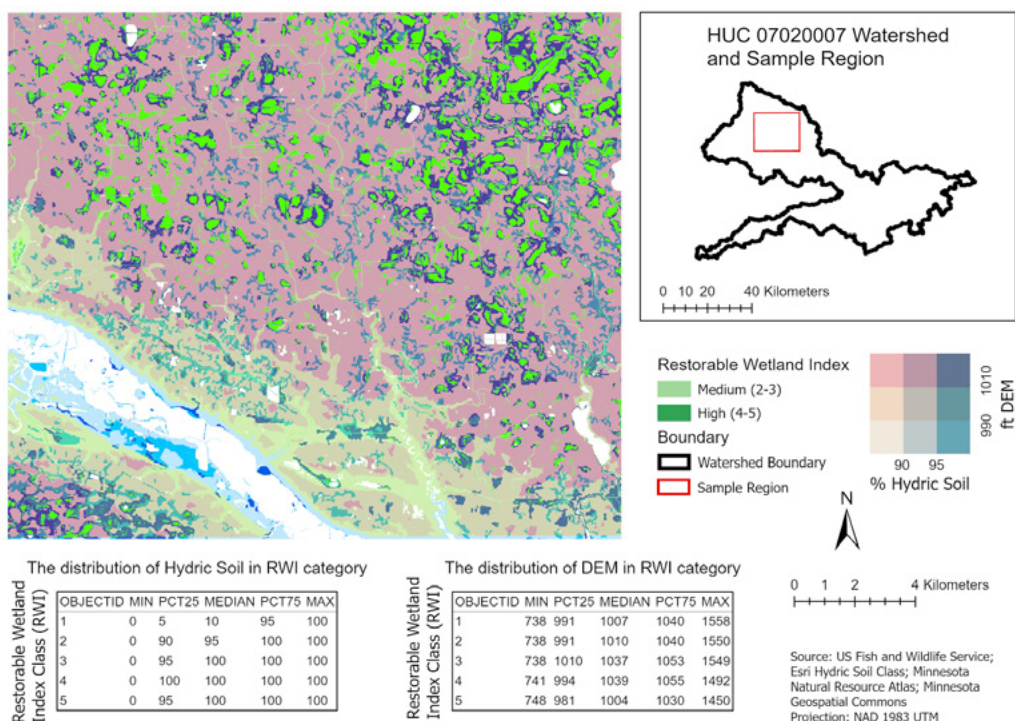 HUC 07020007 Watershed
and Sample Region
0 10 20 40 Kilometers
Restorable Wetland Index
Medium (2-3)
High (4-5)
Boundary
Watershed Boundary
Sample Region
1010
990
ft DEM
90 95
% Hydric Soil
N
0 1 2 4 Kilometers
The distribution of Hydric Soil in RWI category
Restorable Wetland
Index Class (RWI)
OBJECTID MIN PCT25 MEDIAN PCT75 MAX
1 0 5 10 95 100
2 0 90 95 100 100
3 0 95 100 100 100
4 0 100 100 100 100
5 0 95 100 100 100
The distribution of DEM in RWI category
Restorable Wetland
Index Class (RWI)
OBJECTID MIN PCT25 MEDIAN PCT75 MAX
1 738 991 1007 1040 1558
2 738 991 1010 1040 1550
3 738 1010 1037 1053 1549
4 741 994 1039 1055 1492
5 748 981 1004 1030 1450
Source: US Fish and Wildlife Service;
Esri Hydric Soil Class; Minnesota
Natural Resource Atlas; Minnesota
Geospatial Commons
Projection: NAD 1983 UTM